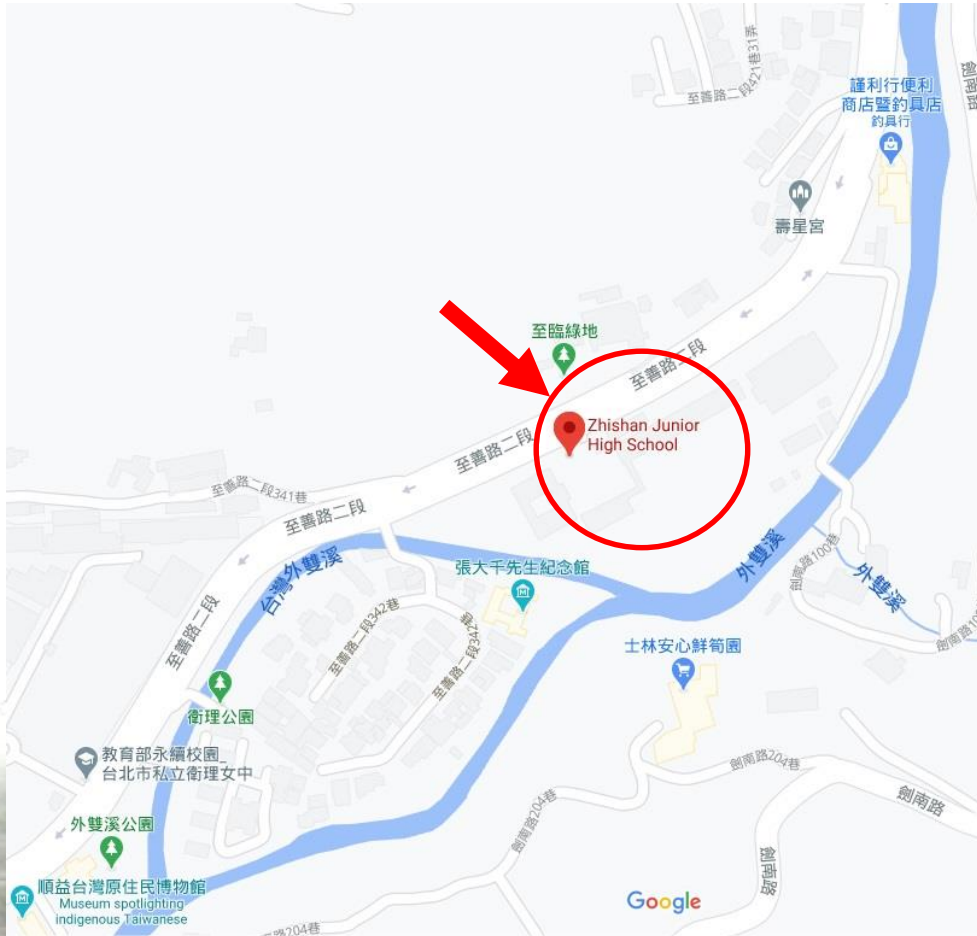 至善路二段421巷31弄
劍南路
謹利行便利
商店暨釣具店
釣具行
壽星宮
至臨綠地
至善路二段
Zhishan Junior
High School
至善路二段
至善路二段341巷
至善路二段
台灣外雙溪
張大千先生紀念館
外雙溪
劍南路100巷
外雙溪
至善路二段
至善路二段342巷
至善路二段342巷
士林安心鮮筍園
衛理公園
教育部永續校園_
台北市私立衛理女中
劍南路204巷
劍南路
外雙溪公園
劍南路204巷
劍南路
順益台灣原住民博物館
Museum spotlighting
indigenous Taiwanese
Google
204巷